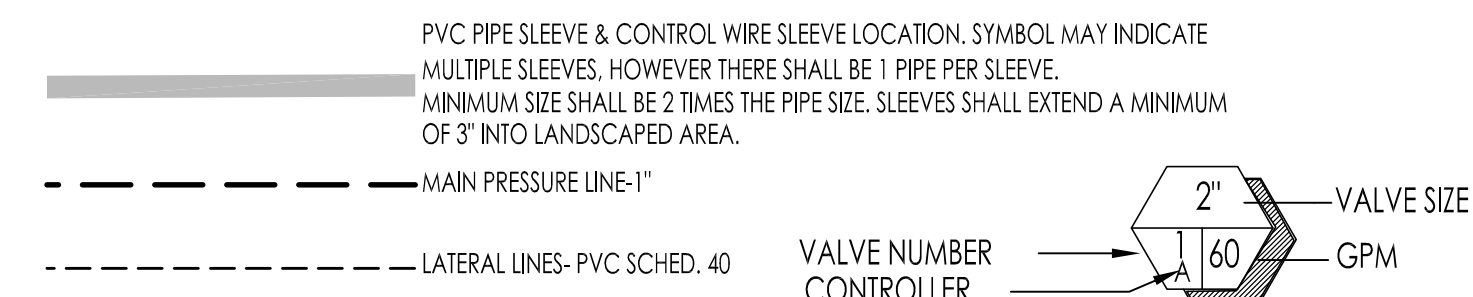 PVC PIPE SLEEVE & CONTROL WIRE SLEEVE LOCATION. SYMBOL MAY INDICATE
MULTIPLE SLEEVES, HOWEVER THERE SHALL BE 1 PIPE PER SLEEVE.
MINIMUM SIZE SHALL BE 2 TIMES THE PIPE SIZE. SLEEVES SHALL EXTEND A MINIMUM
OF 3" INTO LANDSCAPED AREA.
MAIN PRESSURE LINE-1"
LATERAL LINES- PVC SCHED. 40
2"
VALVE SIZE
VALVE NUMBER
1
60
GPM
A
CONTROLLER